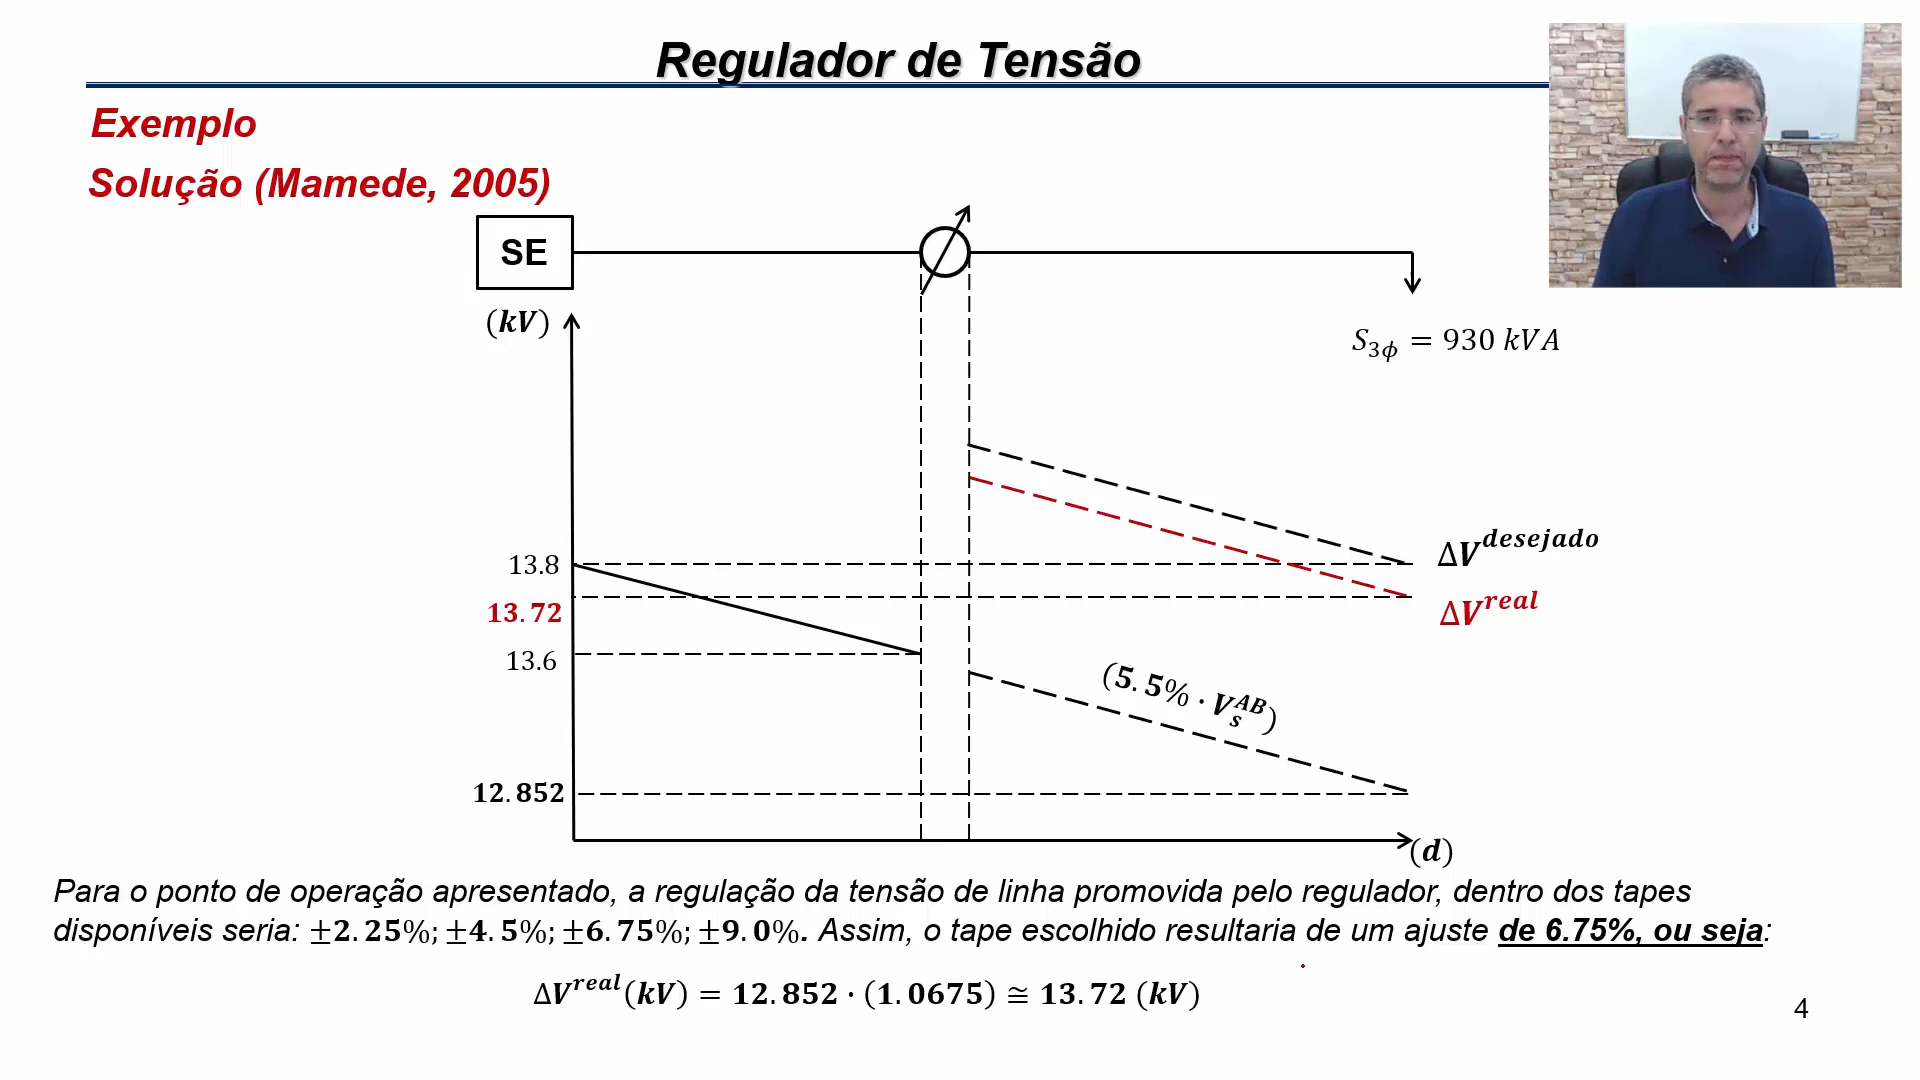 Regulador de Tensão
Exemplo
Solução (Mamede, 2005)
SE
(kV)
S3ϕ = 930 kVA
13.8
ΔV^desejado
13.72
ΔV^real
13.6
(5.5% · V_s^AB)
12.852
(d)
Para o ponto de operação apresentado, a regulação da tensão de linha promovida pelo regulador, dentro dos tapes
disponíveis seria: ±2.25%; ±4.5%; ±6.75%; ±9.0%. Assim, o tape escolhido resultaria de um ajuste de 6.75%, ou seja:
ΔV^real(kV) = 12.852 · (1.0675) ≅ 13.72 (kV)
4